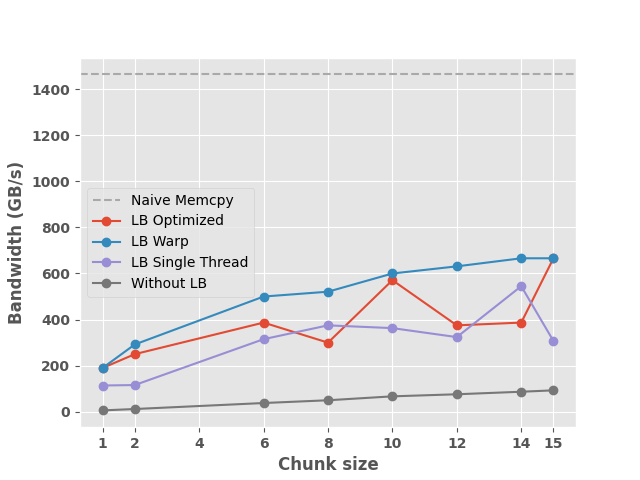 1400
1200
1000
800
600
400
200
0
Bandwidth (GB/s)
Naive Memcpy
LB Optimized
LB Warp
LB Single Thread
Without LB
1 2 4 6 8 10 12 14 15
Chunk size